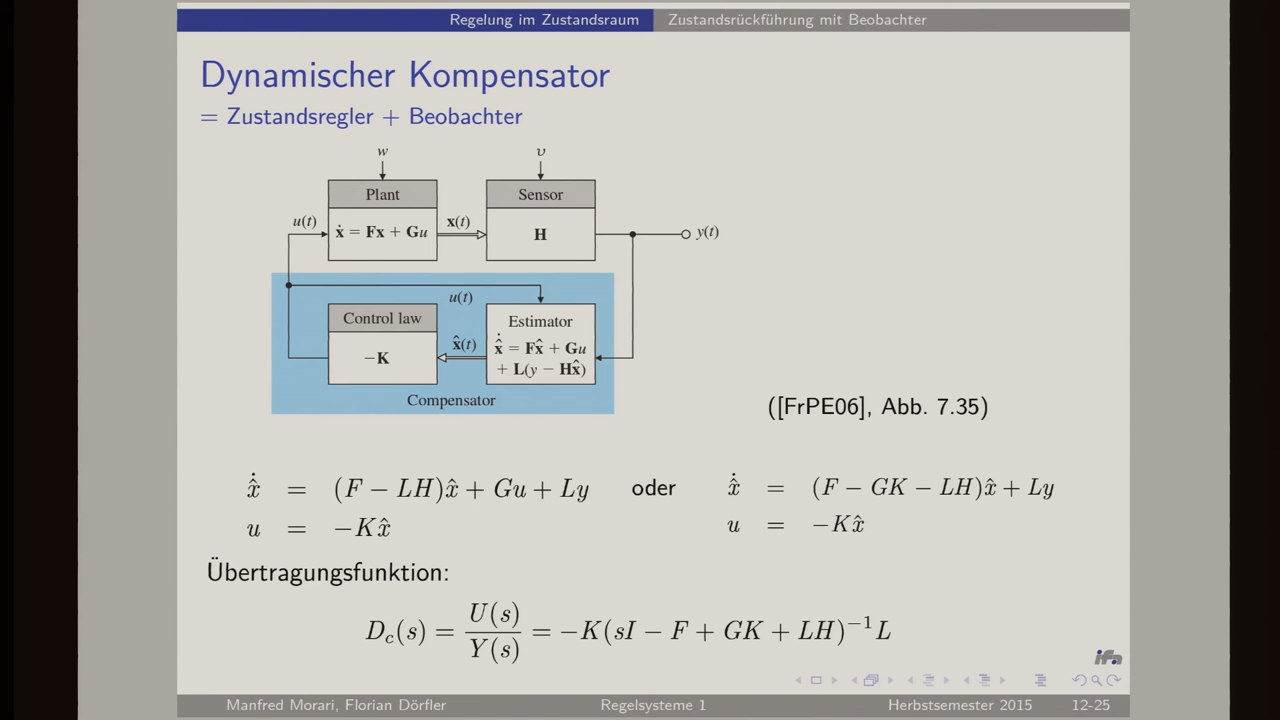 Regelung im Zustandsraum Zustandsrückführung mit Beobachter
Dynamischer Kompensator
= Zustandsregler + Beobachter
w υ
Plant Sensor
u(t) ẋ = Fx + Gu x(t) H y(t)
u(t)
Control law Estimator
−K x̂(t) x̂̇ = Fx̂ + Gu
+ L(y − Hx̂)
Compensator
([FrPE06], Abb. 7.35)
x̂̇ = (F − LH)x̂ + Gu + Ly oder x̂̇ = (F − GK − LH)x̂ + Ly
u = −Kx̂ u = −Kx̂
Übertragungsfunktion:
D_c(s) = U(s)/Y(s) = −K(sI − F + GK + LH)^{−1}L
ifa
Manfred Morari, Florian Dörfler Regelsysteme 1 Herbstsemester 2015 12-25